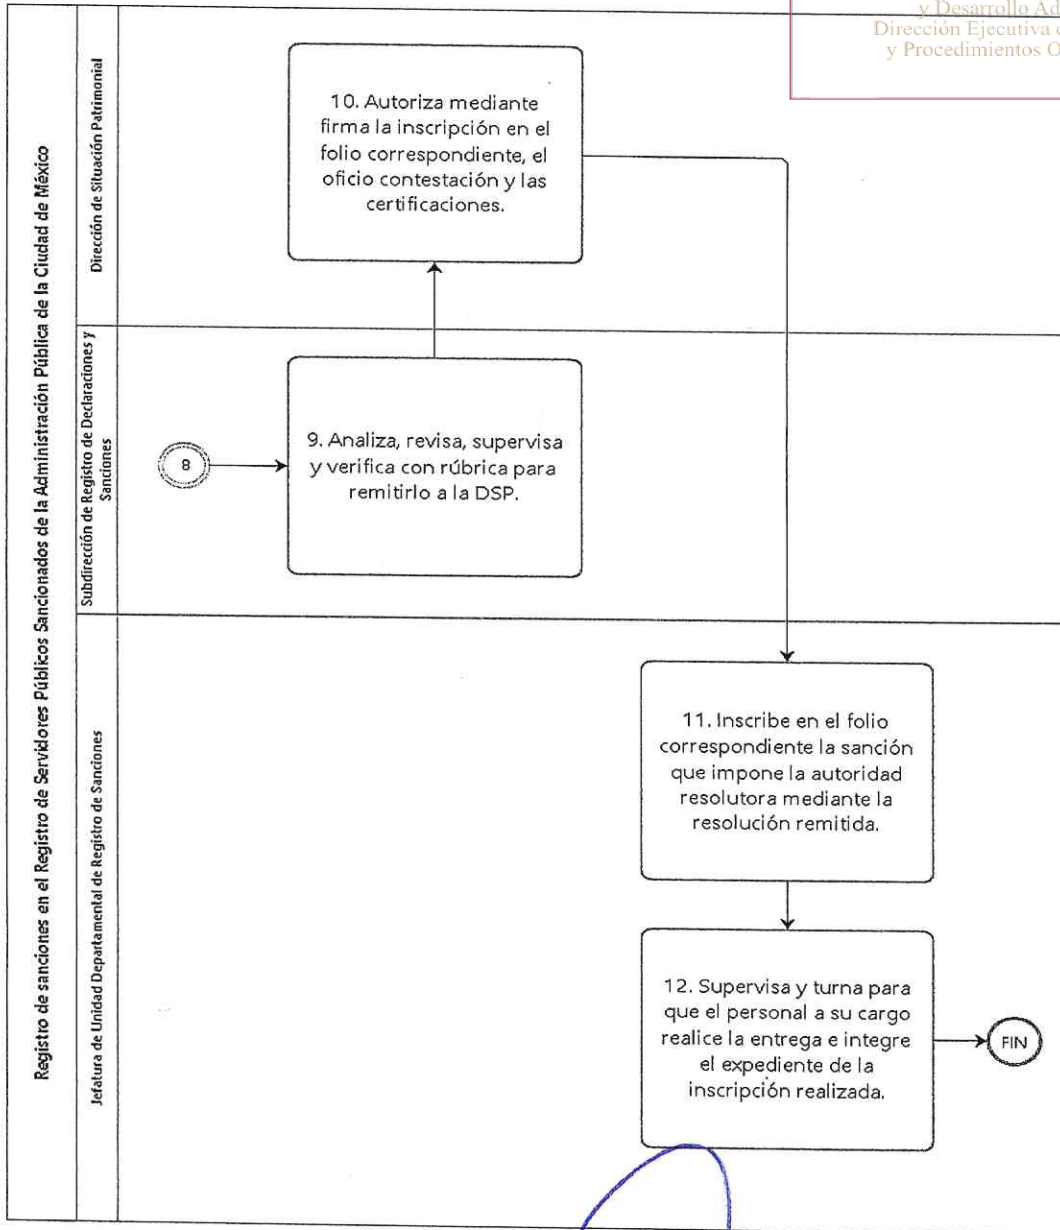 y Desarrollo Ad
Dirección Ejecutiva
y Procedimientos O
Registro de sanciones en el Registro de Servidores Públicos Sancionados de la Administración Pública de la Ciudad de México
Dirección de Situación Patrimonial
10. Autoriza mediante
firma la inscripción en el
folio correspondiente, el
oficio contestación y las
certificaciones.
Subdirección de Registro de Declaraciones y
Sanciones
8
9. Analiza, revisa, supervisa
y verifica con rúbrica para
remitirlo a la DSP.
Jefatura de Unidad Departamental de Registro de Sanciones
11. Inscribe en el folio
correspondiente la sanción
que impone la autoridad
resolutora mediante la
resolución remitida.
12. Supervisa y turna para
que el personal a su cargo
realice la entrega e integre
el expediente de la
inscripción realizada.
FIN